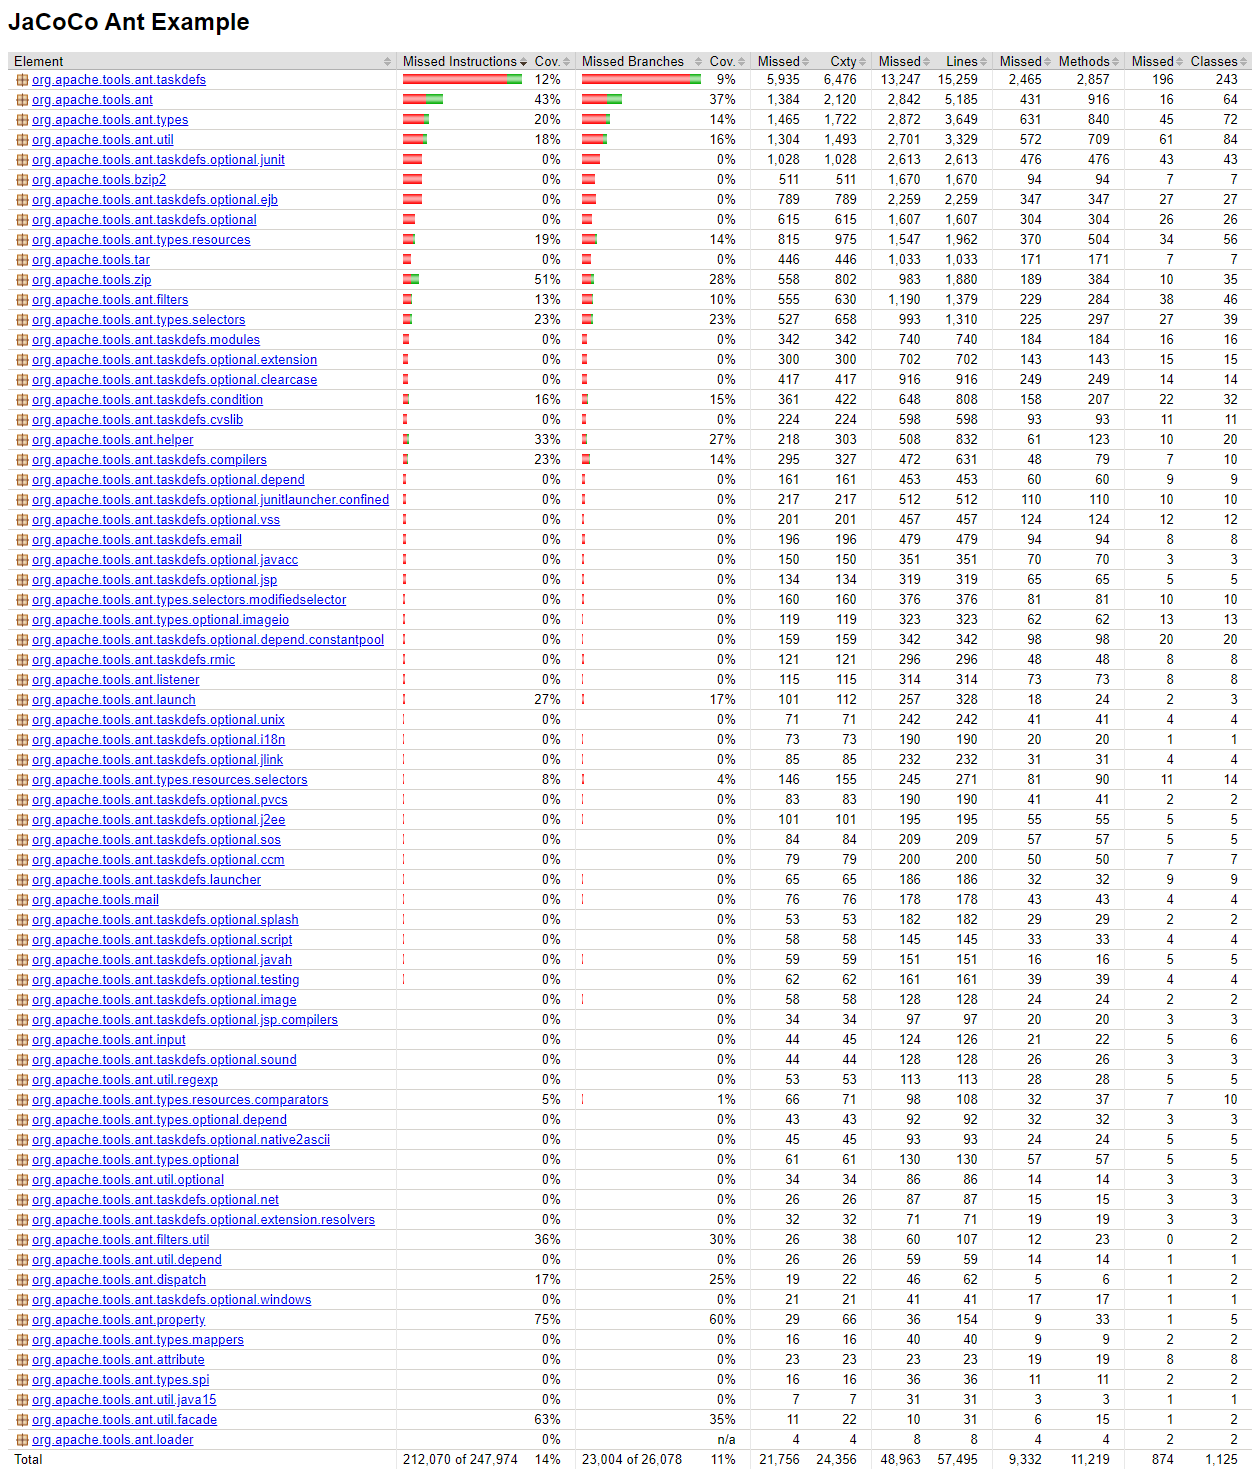 JaCoCo Ant Example
Element Missed Instructions Cov. Missed Branches Cov. Missed Cxty Missed Lines Missed Methods Missed Classes
org.apache.tools.ant.taskdefs 12% 9% 5,935 6,476 13,247 15,259 2,465 2,857 196 243
org.apache.tools.ant 43% 37% 1,384 2,120 2,842 5,185 431 916 16 64
org.apache.tools.ant.types 20% 14% 1,465 1,722 2,872 3,649 631 840 45 72
org.apache.tools.ant.util 18% 16% 1,304 1,493 2,701 3,329 572 709 61 84
org.apache.tools.ant.taskdefs.optional.junit 0% 0% 1,028 1,028 2,613 2,613 476 476 43 43
org.apache.tools.bzip2 0% 0% 511 511 1,670 1,670 94 94 7 7
org.apache.tools.ant.taskdefs.optional.ejb 0% 0% 789 789 2,259 2,259 347 347 27 27
org.apache.tools.ant.taskdefs.optional 0% 0% 615 615 1,607 1,607 304 304 26 26
org.apache.tools.ant.types.resources 19% 14% 815 975 1,547 1,962 370 504 34 56
org.apache.tools.tar 0% 0% 446 446 1,033 1,033 171 171 7 7
org.apache.tools.zip 51% 28% 558 802 983 1,880 189 384 10 35
org.apache.tools.ant.filters 13% 10% 555 630 1,190 1,379 229 284 38 46
org.apache.tools.ant.types.selectors 23% 23% 527 658 993 1,310 225 297 27 39
org.apache.tools.ant.taskdefs.modules 0% 0% 342 342 740 740 184 184 16 16
org.apache.tools.ant.taskdefs.optional.extension 0% 0% 300 300 702 702 143 143 15 15
org.apache.tools.ant.taskdefs.optional.clearcase 0% 0% 417 417 916 916 249 249 14 14
org.apache.tools.ant.taskdefs.condition 16% 15% 361 422 648 808 158 207 22 32
org.apache.tools.ant.taskdefs.cvslib 0% 0% 224 224 598 598 93 93 11 11
org.apache.tools.ant.helper 33% 27% 218 303 508 832 61 123 10 20
org.apache.tools.ant.taskdefs.compilers 23% 14% 295 327 472 631 48 79 7 10
org.apache.tools.ant.taskdefs.optional.depend 0% 0% 161 161 453 453 60 60 9 9
org.apache.tools.ant.taskdefs.optional.junitlauncher.confined 0% 0% 217 217 512 512 110 110 10 10
org.apache.tools.ant.taskdefs.optional.vss 0% 0% 201 201 457 457 124 124 12 12
org.apache.tools.ant.taskdefs.email 0% 0% 196 196 479 479 94 94 8 8
org.apache.tools.ant.taskdefs.optional.javacc 0% 0% 150 150 351 351 70 70 3 3
org.apache.tools.ant.taskdefs.optional.jsp 0% 0% 134 134 319 319 65 65 5 5
org.apache.tools.ant.types.selectors.modifiedselector 0% 0% 160 160 376 376 81 81 10 10
org.apache.tools.ant.types.optional.imageio 0% 0% 119 119 323 323 62 62 13 13
org.apache.tools.ant.taskdefs.optional.depend.constantpool 0% 0% 159 159 342 342 98 98 20 20
org.apache.tools.ant.taskdefs.rmic 0% 0% 121 121 296 296 48 48 8 8
org.apache.tools.ant.listener 0% 0% 115 115 314 314 73 73 8 8
org.apache.tools.ant.launch 27% 17% 101 112 257 328 18 24 2 3
org.apache.tools.ant.taskdefs.optional.unix 0% 0% 71 71 242 242 41 41 4 4
org.apache.tools.ant.taskdefs.optional.i18n 0% 0% 73 73 190 190 20 20 1 1
org.apache.tools.ant.taskdefs.optional.jlink 0% 0% 85 85 232 232 31 31 4 4
org.apache.tools.ant.types.resources.selectors 8% 4% 146 155 245 271 81 90 11 14
org.apache.tools.ant.taskdefs.optional.pvcs 0% 0% 83 83 190 190 41 41 2 2
org.apache.tools.ant.taskdefs.optional.j2ee 0% 0% 101 101 195 195 55 55 5 5
org.apache.tools.ant.taskdefs.optional.sos 0% 0% 84 84 209 209 57 57 5 5
org.apache.tools.ant.taskdefs.optional.ccm 0% 0% 79 79 200 200 50 50 7 7
org.apache.tools.ant.taskdefs.launcher 0% 0% 65 65 186 186 32 32 9 9
org.apache.tools.mail 0% 0% 76 76 178 178 43 43 4 4
org.apache.tools.ant.taskdefs.optional.splash 0% 0% 53 53 182 182 29 29 2 2
org.apache.tools.ant.taskdefs.optional.script 0% 0% 58 58 145 145 33 33 4 4
org.apache.tools.ant.taskdefs.optional.javah 0% 0% 59 59 151 151 16 16 5 5
org.apache.tools.ant.taskdefs.optional.testing 0% 0% 62 62 161 161 39 39 4 4
org.apache.tools.ant.taskdefs.optional.image 0% 0% 58 58 128 128 24 24 2 2
org.apache.tools.ant.taskdefs.optional.jsp.compilers 0% 0% 34 34 97 97 20 20 3 3
org.apache.tools.ant.input 0% 0% 44 45 124 126 21 22 5 6
org.apache.tools.ant.taskdefs.optional.sound 0% 0% 44 44 128 128 26 26 3 3
org.apache.tools.ant.util.regexp 0% 0% 53 53 113 113 28 28 5 5
org.apache.tools.ant.types.resources.comparators 5% 1% 66 71 98 108 32 37 7 10
org.apache.tools.ant.types.optional.depend 0% 0% 43 43 92 92 32 32 3 3
org.apache.tools.ant.taskdefs.optional.native2ascii 0% 0% 45 45 93 93 24 24 5 5
org.apache.tools.ant.types.optional 0% 0% 61 61 130 130 57 57 5 5
org.apache.tools.ant.util.optional 0% 0% 34 34 86 86 14 14 3 3
org.apache.tools.ant.taskdefs.optional.net 0% 0% 26 26 87 87 15 15 3 3
org.apache.tools.ant.taskdefs.optional.extension.resolvers 0% 0% 32 32 71 71 19 19 3 3
org.apache.tools.ant.filters.util 36% 30% 26 38 60 107 12 23 0 2
org.apache.tools.ant.util.depend 0% 0% 26 26 59 59 14 14 1 1
org.apache.tools.ant.dispatch 17% 25% 19 22 46 62 5 6 1 2
org.apache.tools.ant.taskdefs.optional.windows 0% 0% 21 21 41 41 17 17 1 1
org.apache.tools.ant.property 75% 60% 29 66 36 154 9 33 1 5
org.apache.tools.ant.types.mappers 0% 0% 16 16 40 40 9 9 2 2
org.apache.tools.ant.attribute 0% 0% 23 23 23 23 19 19 8 8
org.apache.tools.ant.types.spi 0% 0% 16 16 36 36 11 11 2 2
org.apache.tools.ant.util.java15 0% 0% 7 7 31 31 3 3 1 1
org.apache.tools.ant.util.facade 63% 35% 11 22 10 31 6 15 1 2
org.apache.tools.ant.loader 0% n/a 4 4 8 8 4 4 2 2
Total 212,070 of 247,974 14% 23,004 of 26,078 11% 21,756 24,356 48,963 57,495 9,332 11,219 874 1,125